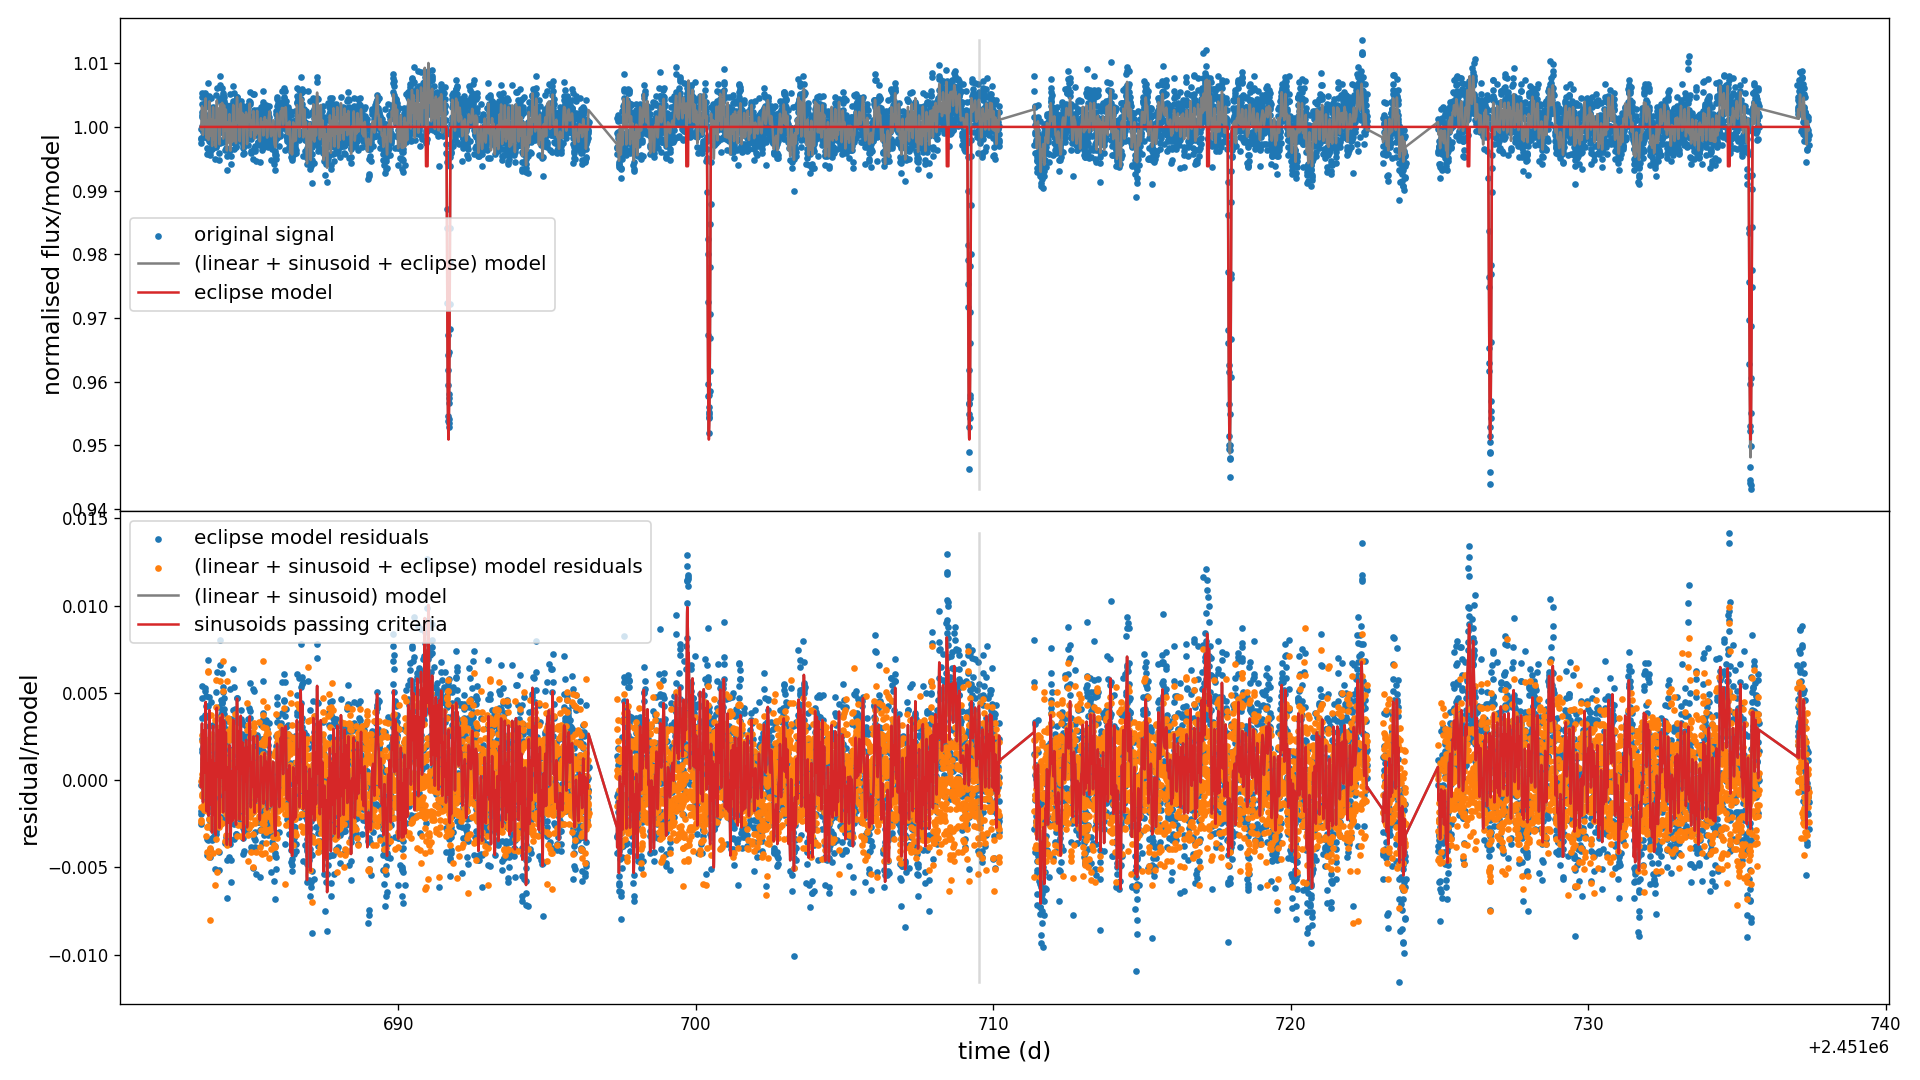 1.01
1.00
0.99
0.98
0.97
0.96
0.95
0.94
normalised flux/model
original signal
(linear + sinusoid + eclipse) model
eclipse model
0.015
0.010
0.005
0.000
−0.005
−0.010
residual/model
eclipse model residuals
(linear + sinusoid + eclipse) model residuals
(linear + sinusoid) model
sinusoids passing criteria
690 700 710 720 730 740
time (d)
+2.451e6